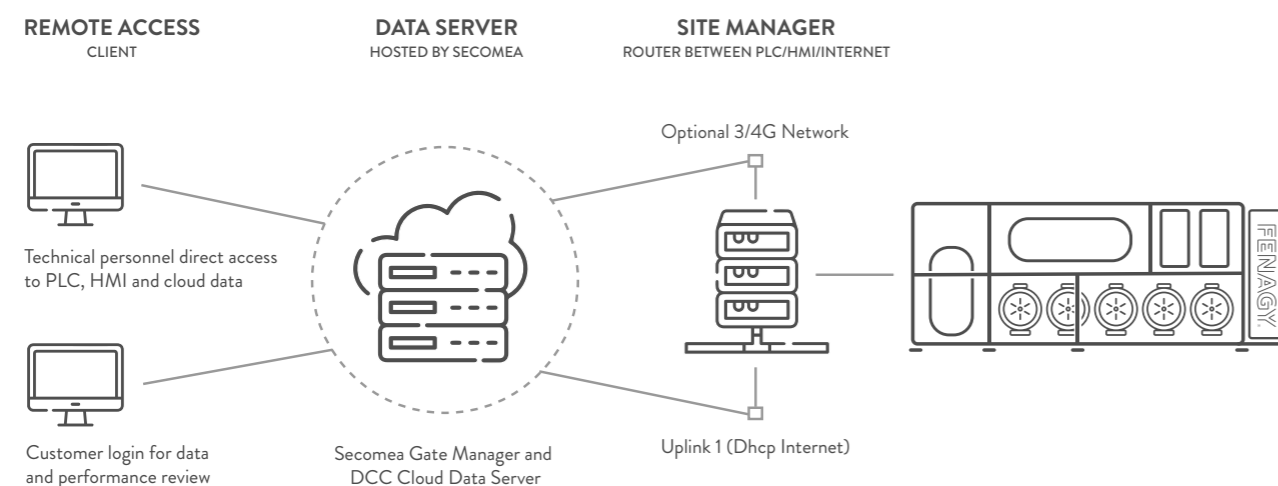 REMOTE ACCESS
CLIENT
DATA SERVER
HOSTED BY SECOMEA
SITE MANAGER
ROUTER BETWEEN PLC/HMI/INTERNET
Optional 3/4G Network
Technical personnel direct access
to PLC, HMI and cloud data
FENAGY.
Customer login for data
and performance review
Secomea Gate Manager and
DCC Cloud Data Server
Uplink 1 (Dhcp Internet)